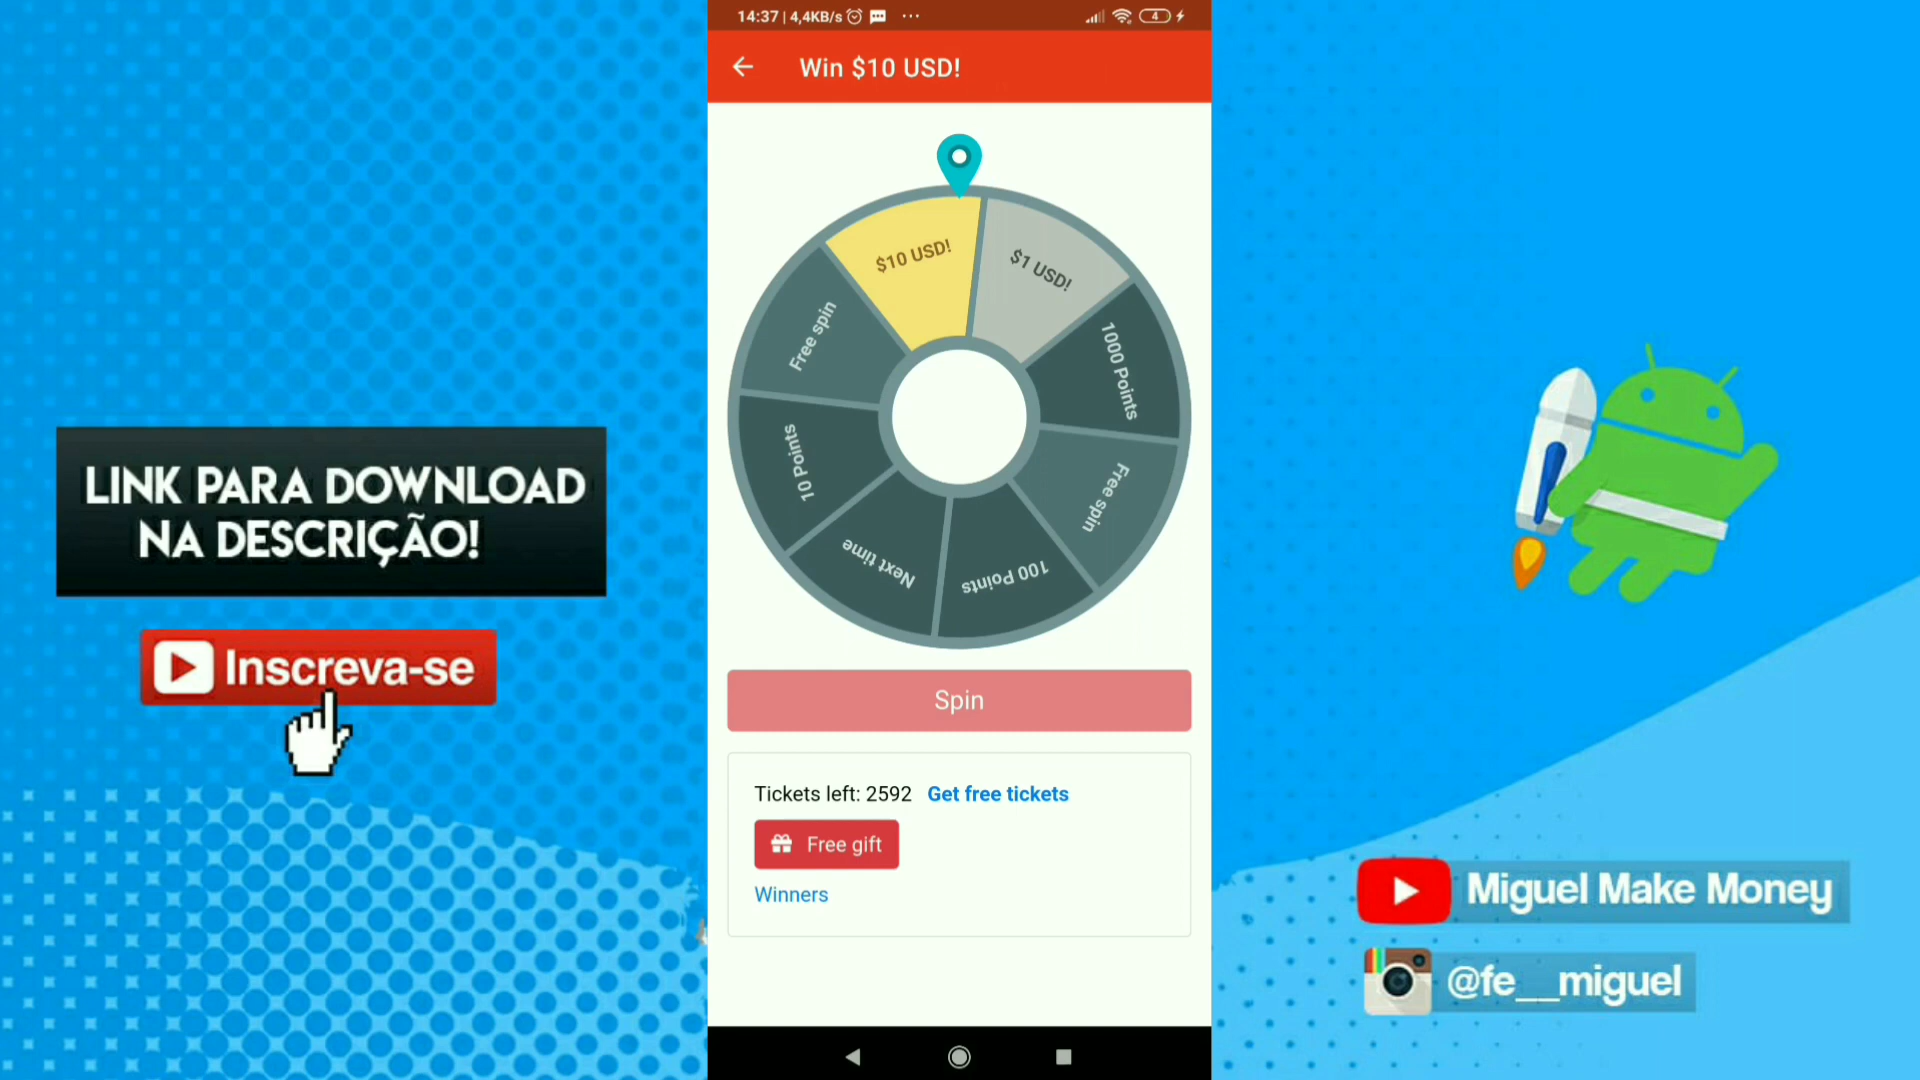 14:37 | 4,4KB/s ...
4
Win $10 USD!
$10 USD!
$1 USD!
1000 Points
Free spin
100 Points
Next time
10 Points
Free spin
Spin
Tickets left: 2592 Get free tickets
Free gift
Winners
LINK PARA DOWNLOAD
NA DESCRIÇÃO!
Inscreva-se
Miguel Make Money
@fe__miguel